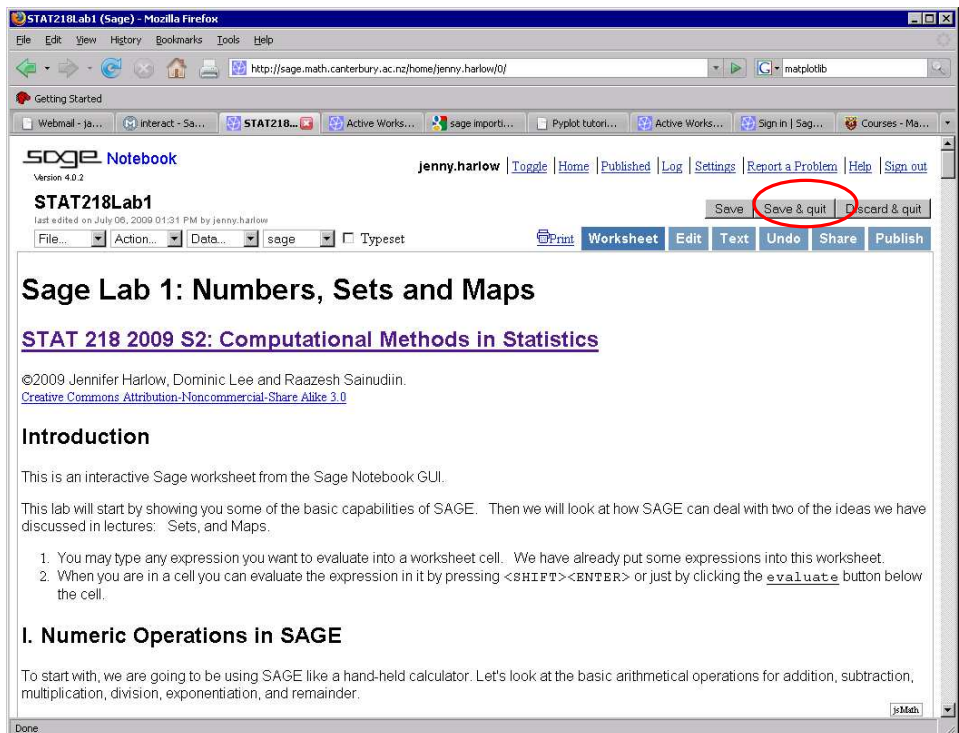 STAT218Lab1 (Sage) - Mozilla Firefox
File Edit View History Bookmarks Tools Help
http://sage.math.canterbury.ac.nz/home/jenny.harlow/0/ G matplotlib
Getting Started
Webmail - ja... interact - Sa... STAT218... Active Works... sage importi... Pyplot tutori... Active Works... Sign in | Sag... Courses - Ma...
sage Notebook
Version 4.0.2
jenny.harlow | Toggle | Home | Published | Log | Settings | Report a Problem | Help | Sign out
STAT218Lab1
last edited on July 06, 2009 01:31 PM by jenny.harlow
Save Save & quit Discard & quit
File... Action... Data... sage Typeset Print Worksheet Edit Text Undo Share Publish
Sage Lab 1: Numbers, Sets and Maps
STAT 218 2009 S2: Computational Methods in Statistics
©2009 Jennifer Harlow, Dominic Lee and Raazesh Sainudiin.
Creative Commons Attribution-Noncommercial-Share Alike 3.0
Introduction
This is an interactive Sage worksheet from the Sage Notebook GUI.
This lab will start by showing you some of the basic capabilities of SAGE. Then we will look at how SAGE can deal with two of the ideas we have
discussed in lectures: Sets, and Maps.
1. You may type any expression you want to evaluate into a worksheet cell. We have already put some expressions into this worksheet.
2. When you are in a cell you can evaluate the expression in it by pressing <SHIFT><ENTER> or just by clicking the evaluate button below
the cell.
I. Numeric Operations in SAGE
To start with, we are going to be using SAGE like a hand-held calculator. Let's look at the basic arithmetical operations for addition, subtraction,
multiplication, division, exponentiation, and remainder.
jsMath
Done